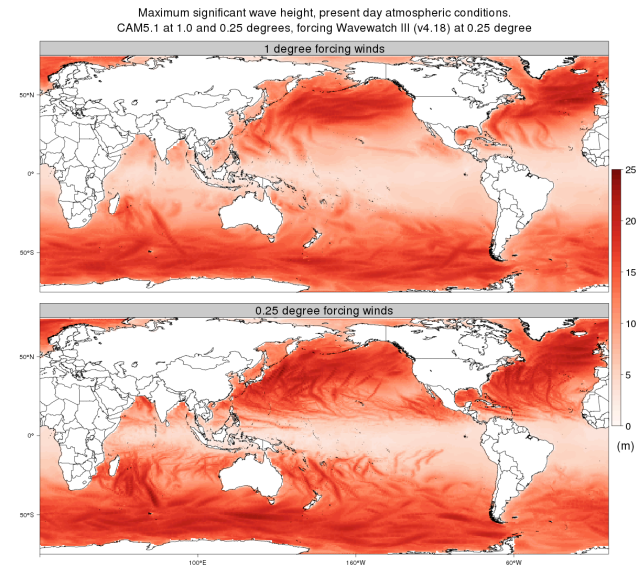 Maximum significant wave height, present day atmospheric conditions.
CAM5.1 at 1.0 and 0.25 degrees, forcing Wavewatch III (v4.18) at 0.25 degree
1 degree forcing winds
50°N
0°
50°S
25
20
15
10
5
0
(m)
0.25 degree forcing winds
50°N
0°
50°S
100°E
160°W
60°W